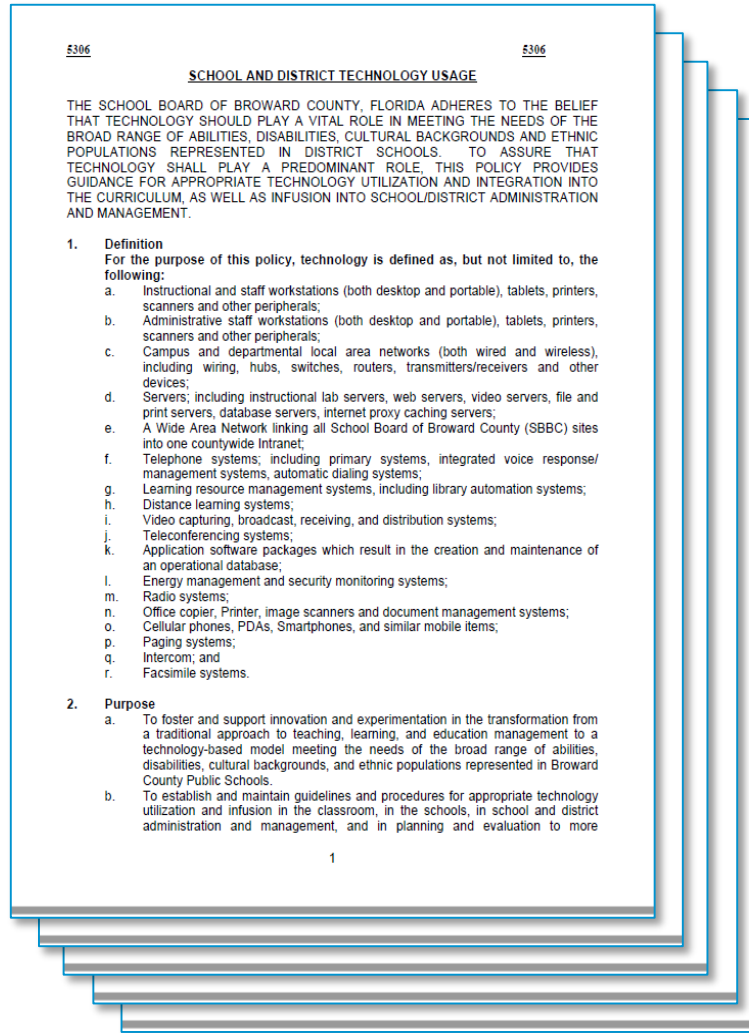 5306 5306
SCHOOL AND DISTRICT TECHNOLOGY USAGE
THE SCHOOL BOARD OF BROWARD COUNTY, FLORIDA ADHERES TO THE BELIEF
THAT TECHNOLOGY SHOULD PLAY A VITAL ROLE IN MEETING THE NEEDS OF THE
BROAD RANGE OF ABILITIES, DISABILITIES, CULTURAL BACKGROUNDS AND ETHNIC
POPULATIONS REPRESENTED IN DISTRICT SCHOOLS. TO ASSURE THAT
TECHNOLOGY SHALL PLAY A PREDOMINANT ROLE, THIS POLICY PROVIDES
GUIDANCE FOR APPROPRIATE TECHNOLOGY UTILIZATION AND INTEGRATION INTO
THE CURRICULUM, AS WELL AS INFUSION INTO SCHOOL/DISTRICT ADMINISTRATION
AND MANAGEMENT.
1. Definition
For the purpose of this policy, technology is defined as, but not limited to, the
following:
a. Instructional and staff workstations (both desktop and portable), tablets, printers,
scanners and other peripherals;
b. Administrative staff workstations (both desktop and portable), tablets, printers,
scanners and other peripherals;
c. Campus and departmental local area networks (both wired and wireless),
including wiring, hubs, switches, routers, transmitters/receivers and other
devices;
d. Servers; including instructional lab servers, web servers, video servers, file and
print servers, database servers, internet proxy caching servers;
e. A Wide Area Network linking all School Board of Broward County (SBBC) sites
into one countywide Intranet;
f. Telephone systems; including primary systems, integrated voice response/
management systems, automatic dialing systems;
g. Learning resource management systems, including library automation systems;
h. Distance learning systems;
i. Video capturing, broadcast, receiving, and distribution systems;
j. Teleconferencing systems;
k. Application software packages which result in the creation and maintenance of
an operational database;
l. Energy management and security monitoring systems;
m. Radio systems;
n. Office copier, Printer, image scanners and document management systems;
o. Cellular phones, PDAs, Smartphones, and similar mobile items;
p. Paging systems;
q. Intercom; and
r. Facsimile systems.
2. Purpose
a. To foster and support innovation and experimentation in the transformation from
a traditional approach to teaching, learning, and education management to a
technology-based model meeting the needs of the broad range of abilities,
disabilities, cultural backgrounds, and ethnic populations represented in Broward
County Public Schools.
b. To establish and maintain guidelines and procedures for appropriate technology
utilization and infusion in the classroom, in the schools, in school and district
administration and management, and in planning and evaluation to more
1